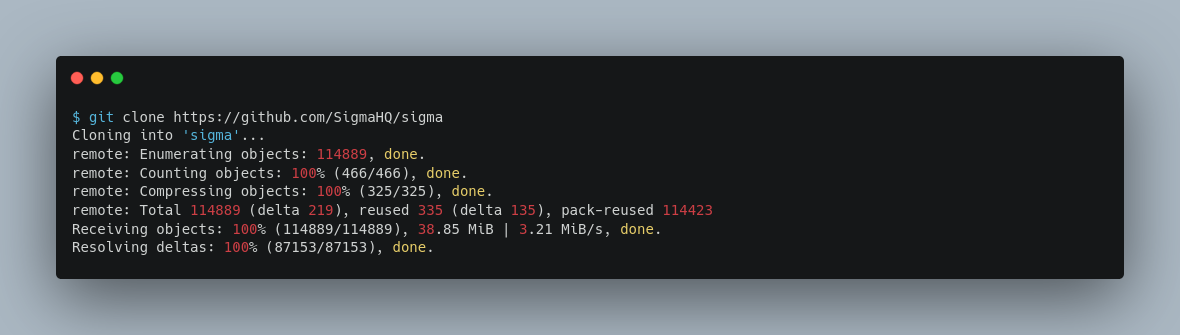 $ git clone https://github.com/SigmaHQ/sigma
Cloning into 'sigma'...
remote: Enumerating objects: 114889, done.
remote: Counting objects: 100% (466/466), done.
remote: Compressing objects: 100% (325/325), done.
remote: Total 114889 (delta 219), reused 335 (delta 135), pack-reused 114423
Receiving objects: 100% (114889/114889), 38.85 MiB | 3.21 MiB/s, done.
Resolving deltas: 100% (87153/87153), done.